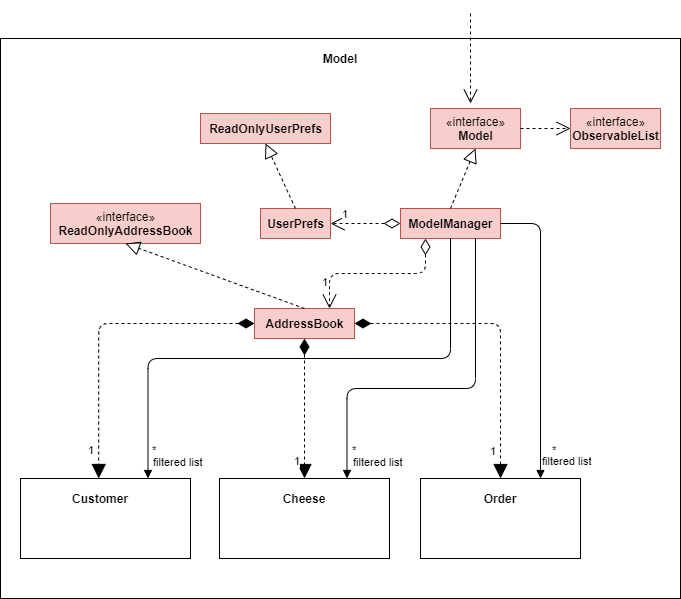 Model
«interface»
Model
«interface»
ObservableList
ReadOnlyUserPrefs
«interface»
ReadOnlyAddressBook
UserPrefs
1
ModelManager
1
AddressBook
1
*
filtered list
1
*
filtered list
1
*
filtered list
Customer
Cheese
Order